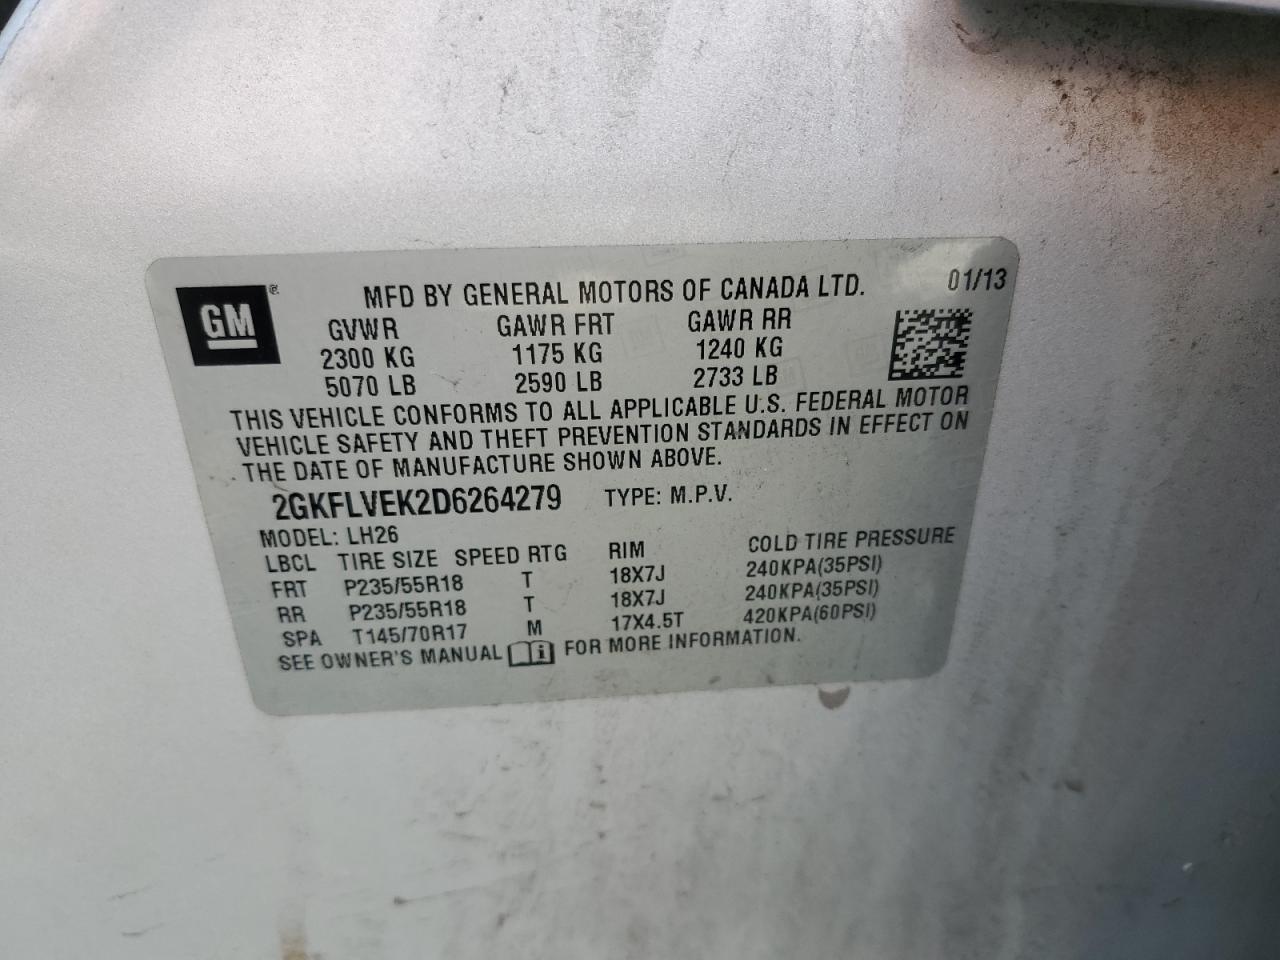 GM ®
MFD BY GENERAL MOTORS OF CANADA LTD. 01/13
GVWR GAWR FRT GAWR RR
2300 KG 1175 KG 1240 KG
5070 LB 2590 LB 2733 LB
THIS VEHICLE CONFORMS TO ALL APPLICABLE U.S. FEDERAL MOTOR
VEHICLE SAFETY AND THEFT PREVENTION STANDARDS IN EFFECT ON
THE DATE OF MANUFACTURE SHOWN ABOVE.
2GKFLVEK2D6264279 TYPE: M.P.V.
MODEL: LH26
LBCL TIRE SIZE SPEED RTG RIM COLD TIRE PRESSURE
FRT P235/55R18 T 18X7J 240KPA(35PSI)
RR P235/55R18 T 18X7J 240KPA(35PSI)
SPA T145/70R17 M 17X4.5T 420KPA(60PSI)
SEE OWNER'S MANUAL i FOR MORE INFORMATION.